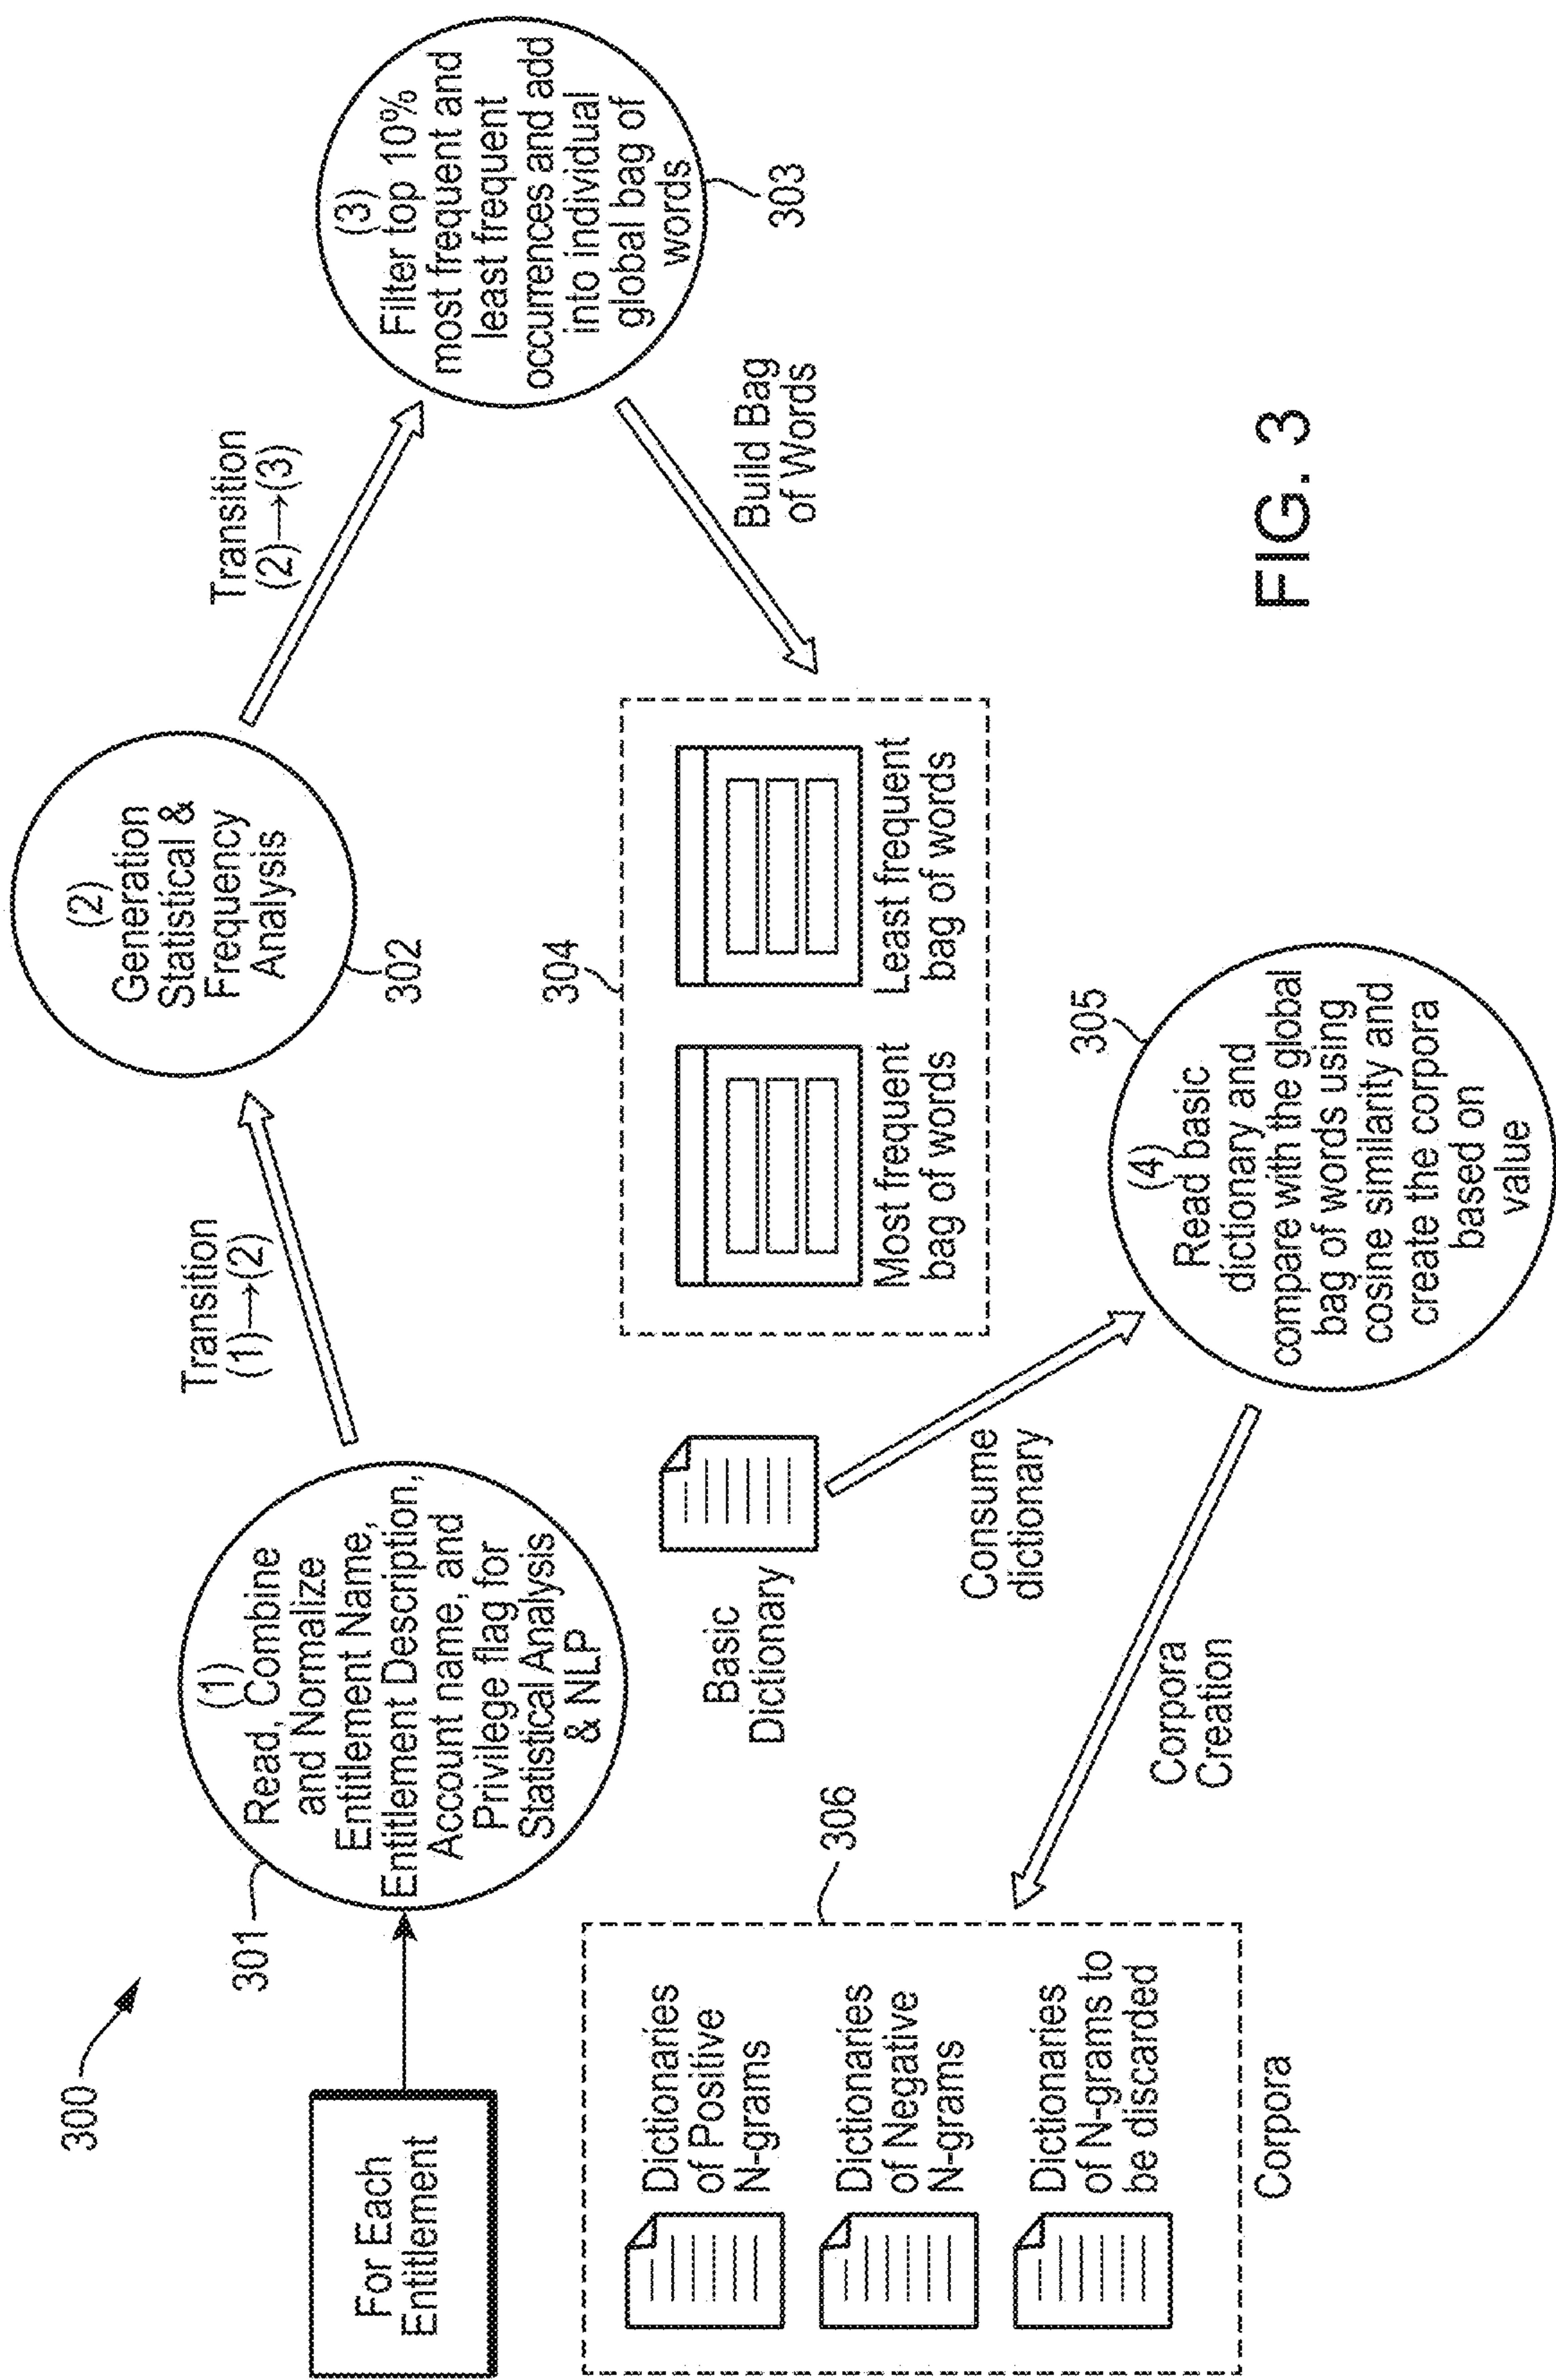 300
For Each
Entitlement
301
(1)
Read, Combine
and Normalize
Entitlement Name,
Entitlement Description,
Account name, and
Privilege flag for
Statistical Analysis
& NLP
Transition
(1)→(2)
(2)
Generation
Statistical &
Frequency
Analysis
302
Transition
(2)→(3)
(3)
Filter top 10%
most frequent and
least frequent
occurrences and add
into individual
global bag of
words
303
Build Bag
of Words
304
Most frequent
bag of words
Least frequent
bag of words
Basic
Dictionary
Consume
dictionary
305
(4)
Read basic
dictionary and
compare with the global
bag of words using
cosine similarity and
create the corpora
based on
value
Corpora
Creation
306
Dictionaries
of Positive
N-grams
Dictionaries
of Negative
N-grams
Dictionaries
of N-grams to
be discarded
Corpora
FIG. 3